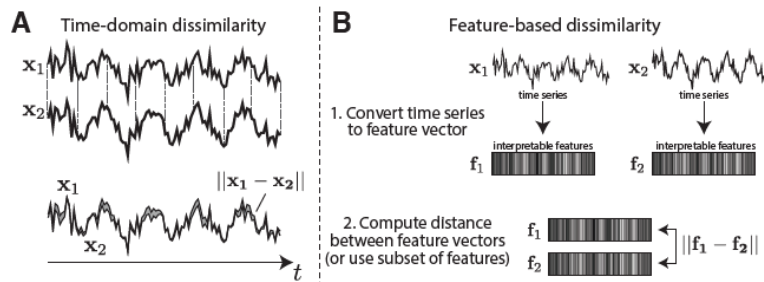 A Time-domain dissimilarity
x₁
x₂
x₁
||x₁ − x₂||
x₂
t
B Feature-based dissimilarity
x₁
x₂
time series
time series
1. Convert time series
to feature vector
interpretable features
interpretable features
f₁
f₂
2. Compute distance
between feature vectors
(or use subset of features)
f₁
f₂
||f₁ − f₂||